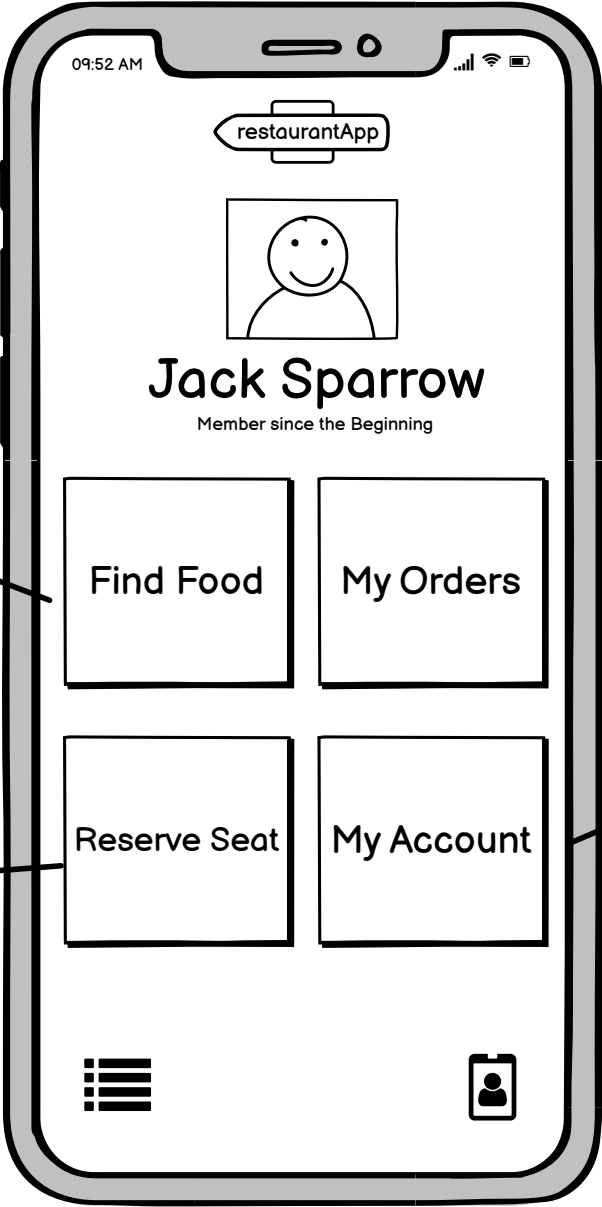 09:52 AM
restaurantApp
Jack Sparrow
Member since the Beginning
Find Food
My Orders
Reserve Seat
My Account